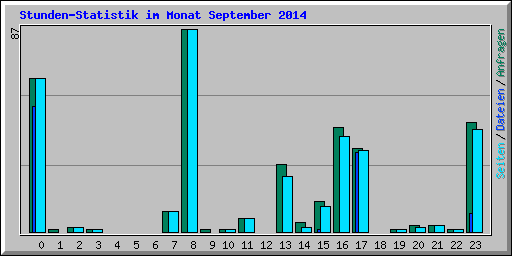 Stunden-Statistik im Monat September 2014
87
Seiten / Dateien / Anfragen
0 1 2 3 4 5 6 7 8 9 10 11 12 13 14 15 16 17 18 19 20 21 22 23